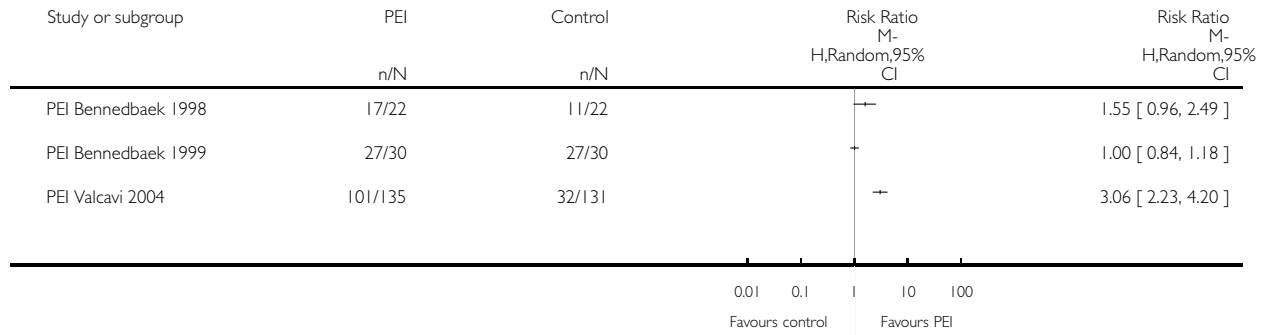 Study or subgroup PEI Control Risk Ratio Risk Ratio
M- M-
H,Random,95% H,Random,95%
n/N n/N CI CI
PEI Bennedbaek 1998 17/22 11/22 1.55 [ 0.96, 2.49 ]
PEI Bennedbaek 1999 27/30 27/30 1.00 [ 0.84, 1.18 ]
PEI Valcavi 2004 101/135 32/131 3.06 [ 2.23, 4.20 ]
0.01 0.1 1 10 100
Favours control Favours PEI